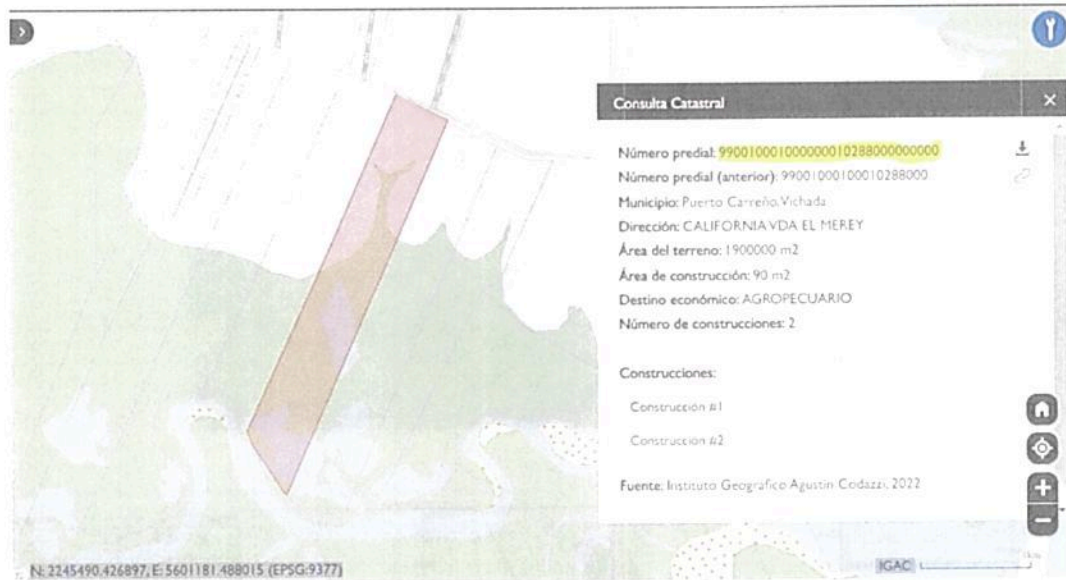 Consulta Catastral
Número predial: 990010001000000010288000000000
Número predial (anterior): 99001000100010288000
Municipio: Puerto Carreño, Vichada
Dirección: CALIFORNIA VDA EL MEREY
Área del terreno: 1900000 m2
Área de construcción: 90 m2
Destino económico: AGROPECUARIO
Número de construcciones: 2
Construcciones:
Construcción #1
Construcción #2
Fuente: Instituto Geografico Agustin Codazzi, 2022
N: 2245490.426897, E: 5601181.488015 (EPSG:9377)
IGAC